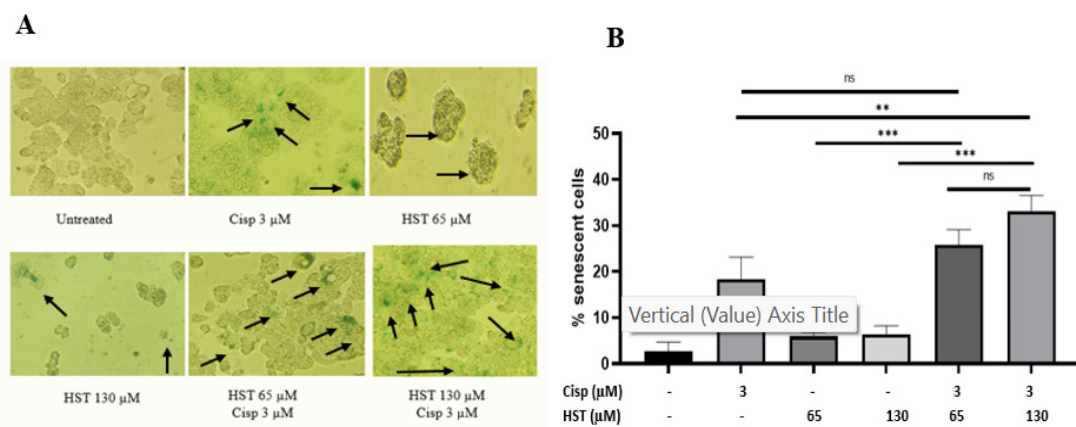 A
Untreated
Cisp 3 µM
HST 65 µM
HST 130 µM
HST 65 µM
Cisp 3 µM
HST 130 µM
Cisp 3 µM
B
ns
**
***
***
ns
% senescent cells
50
40
30
20
10
0
Vertical (Value) Axis Title
Cisp (µM) - 3 - - 3 3
HST (µM) - - 65 130 65 130